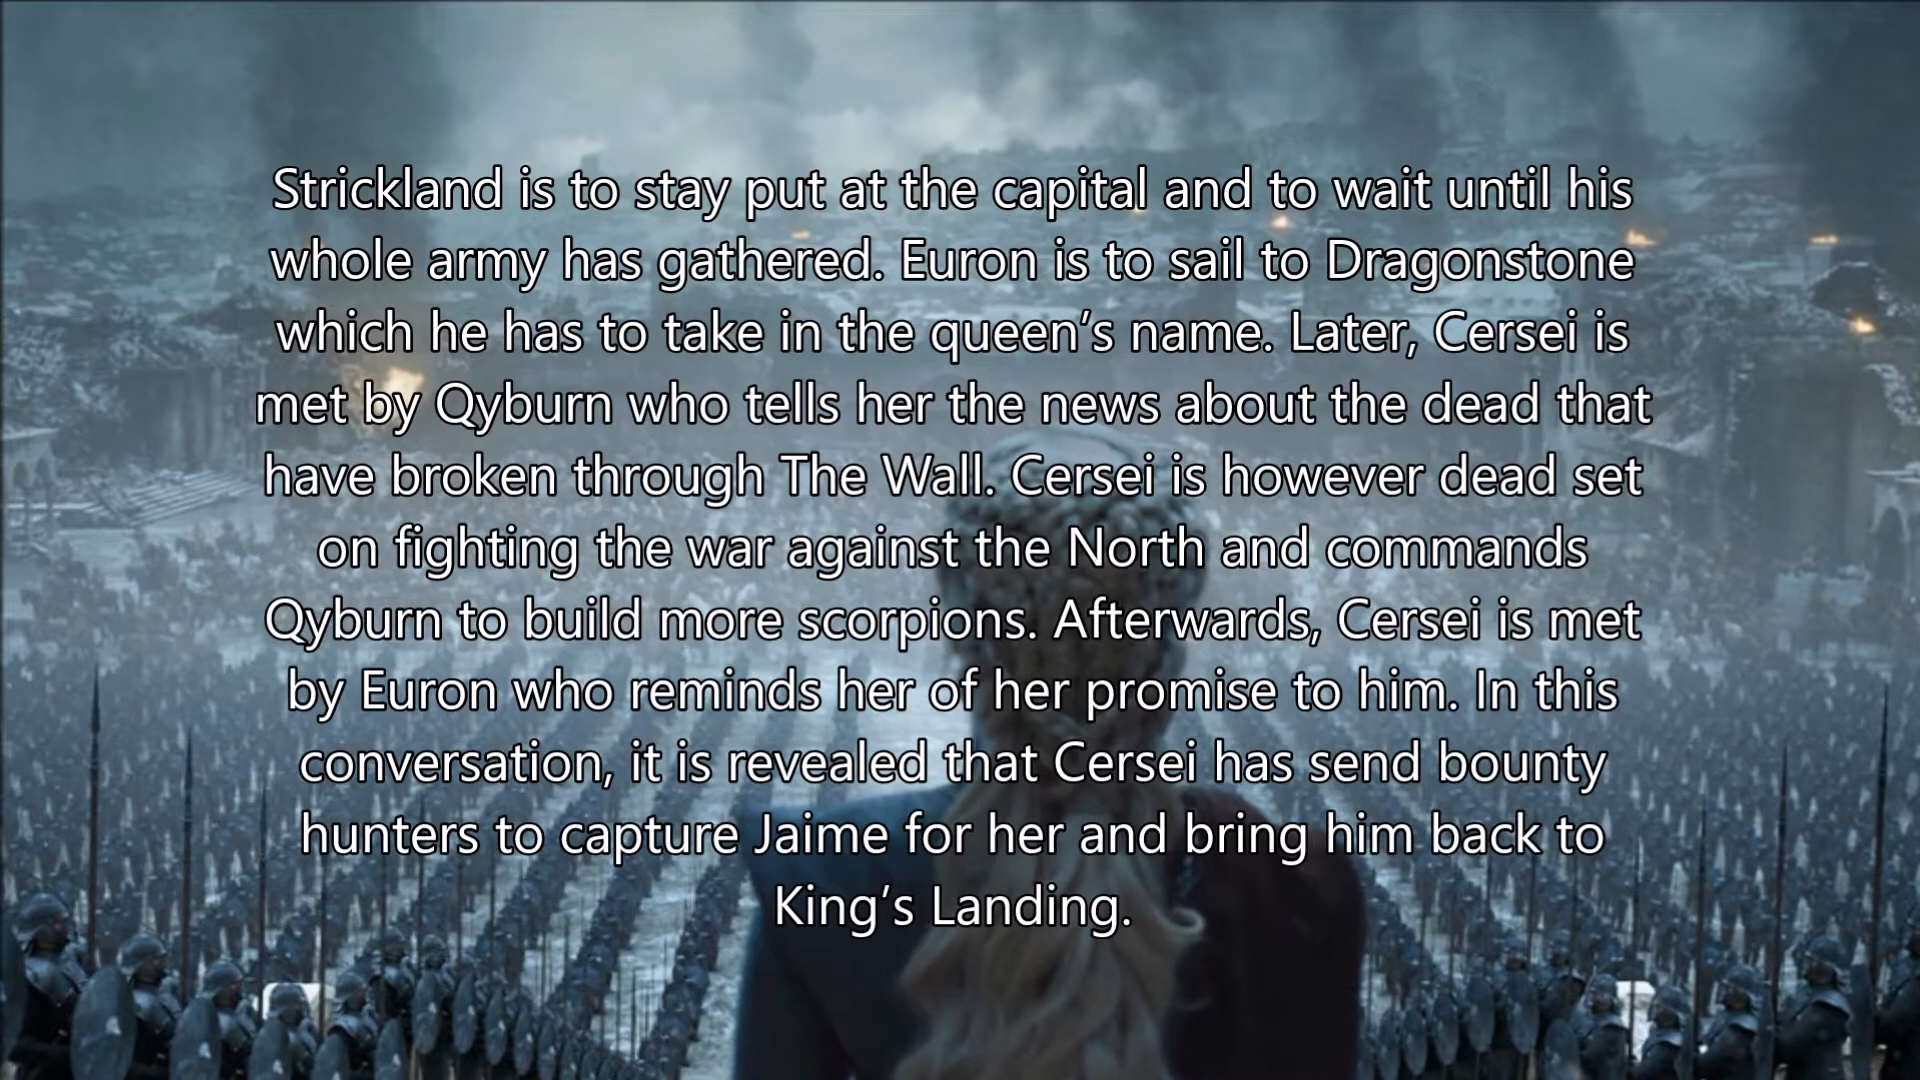 Strickland is to stay put at the capital and to wait until his
whole army has gathered. Euron is to sail to Dragonstone
which he has to take in the queen’s name. Later, Cersei is
met by Qyburn who tells her the news about the dead that
have broken through The Wall. Cersei is however dead set
on fighting the war against the North and commands
Qyburn to build more scorpions. Afterwards, Cersei is met
by Euron who reminds her of her promise to him. In this
conversation, it is revealed that Cersei has send bounty
hunters to capture Jaime for her and bring him back to
King’s Landing.